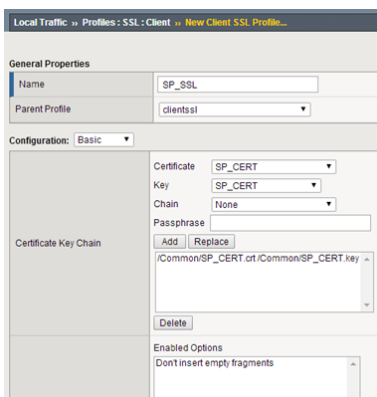 Local Traffic » Profiles : SSL : Client » New Client SSL Profile...
General Properties
Name SP_SSL
Parent Profile clientssl
Configuration: Basic
Certificate SP_CERT
Key SP_CERT
Chain None
Passphrase
Add Replace
Certificate Key Chain
/Common/SP_CERT.crt /Common/SP_CERT.key
Delete
Enabled Options
Don't insert empty fragments